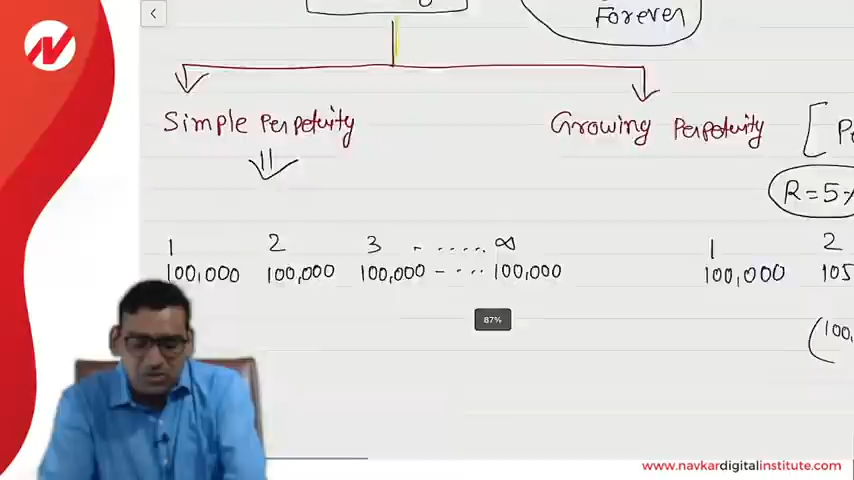 Forever
Simple Perpetuity
Growing Perpetuity
R = 5
1 2 3 - ..... ∞
100,000 100,000 100,000 - ... 100,000
1 2
100,000 105
(100,
87%
www.navkardigitalinstitute.com